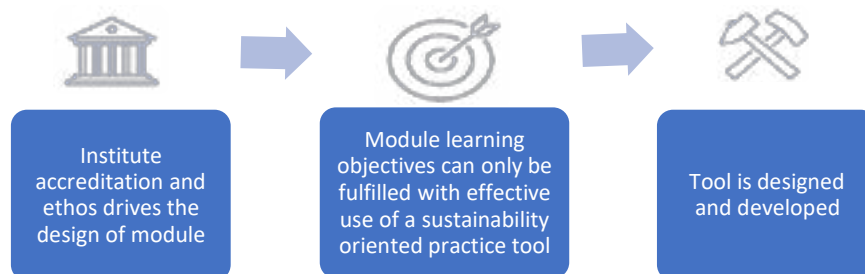 Institute
accreditation and
ethos drives the
design of module
Module learning
objectives can only be
fulfilled with effective
use of a sustainability
oriented practice tool
Tool is designed
and developed